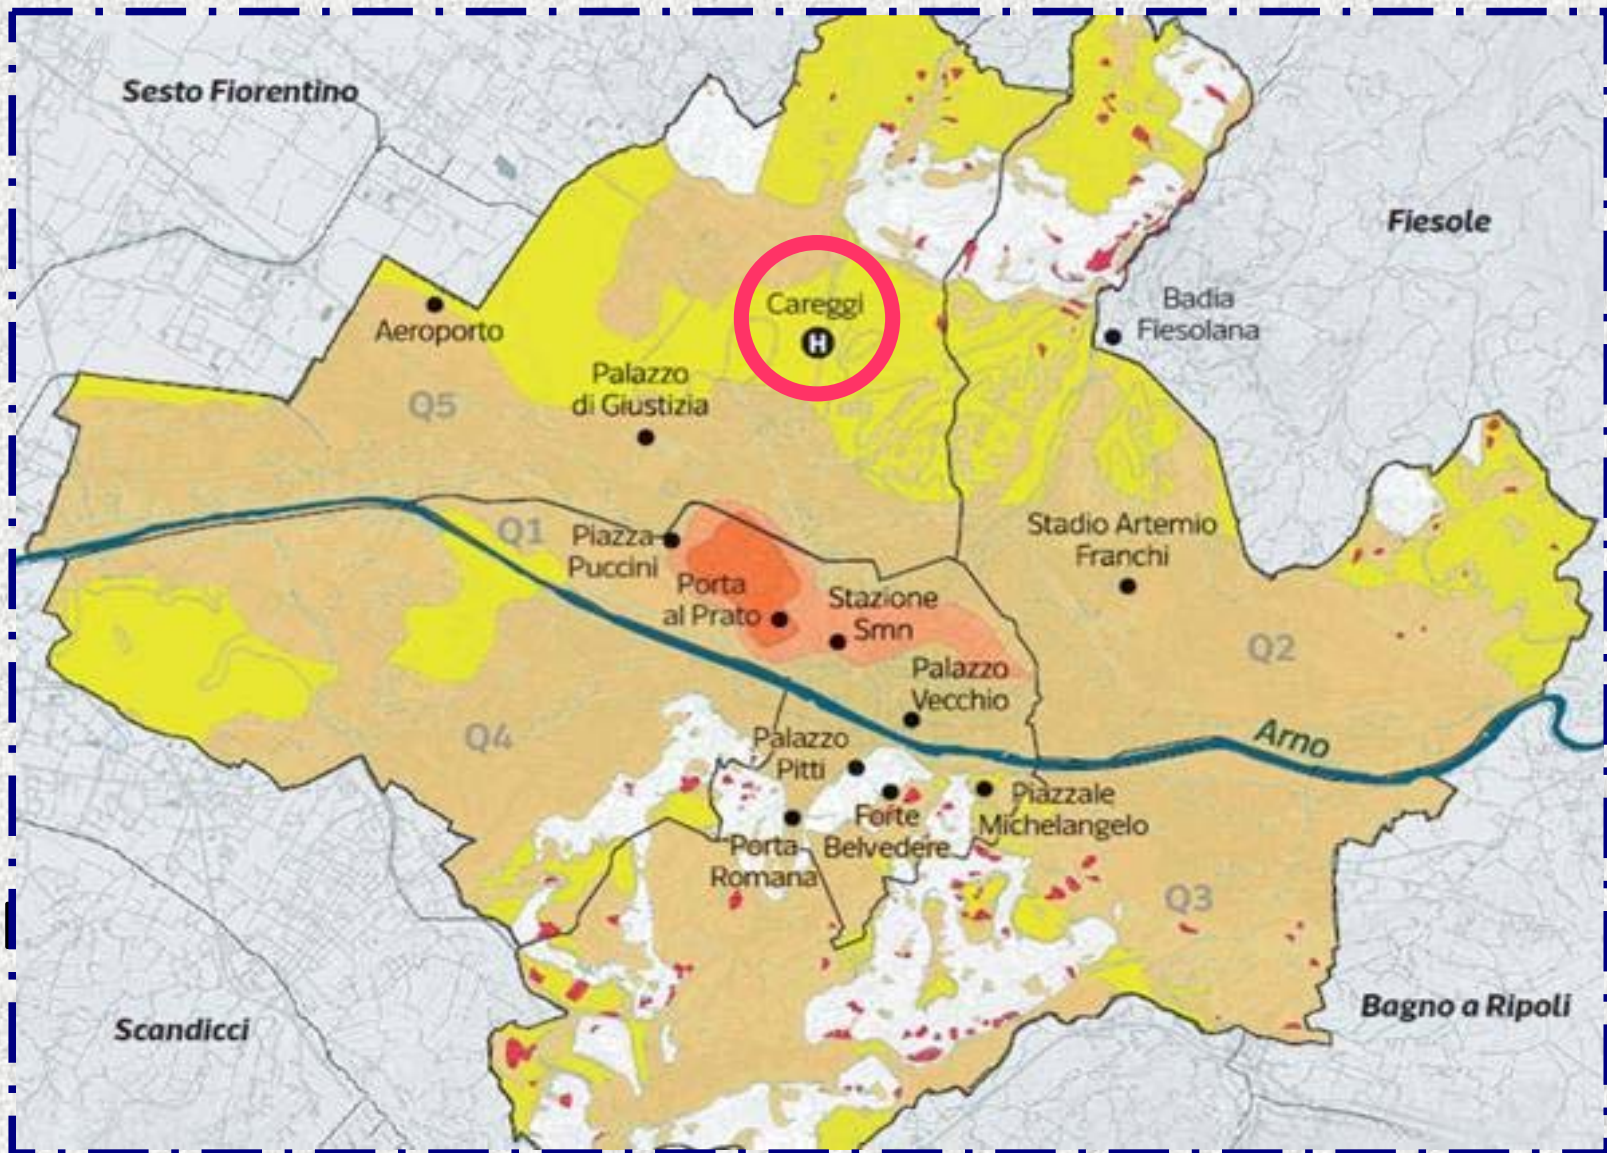 Sesto Fiorentino
Fiesole
Careggi
H
Badia
Fiesolana
Aeroporto
Palazzo
di Giustizia
Q5
Q1
Piazza
Puccini
Stadio Artemio
Franchi
Porta
al Prato
Stazione
Smn
Q2
Palazzo
Vecchio
Q4
Palazzo
Pitti
Arno
Piazzale
Michelangelo
Forte
Belvedere
Porta
Romana
Q3
Scandicci
Bagno a Ripoli